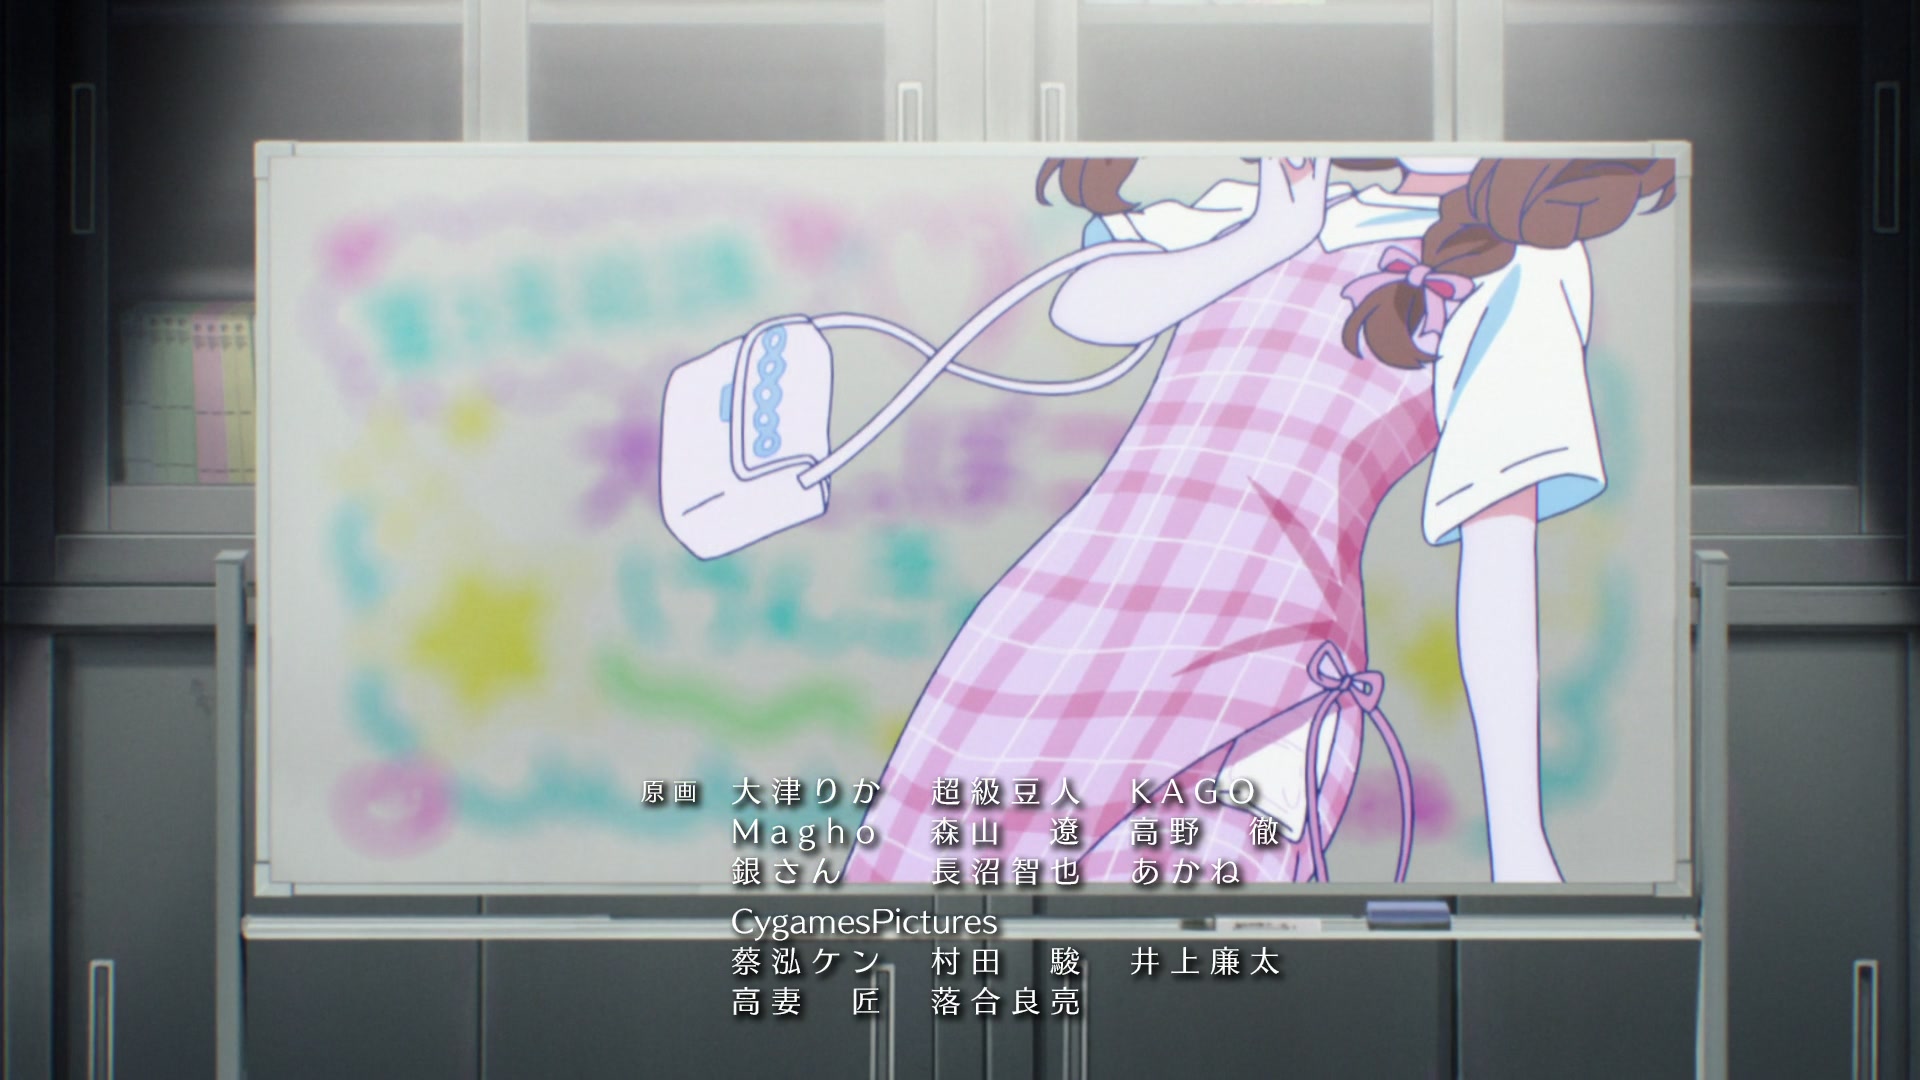 原画 大津りか 超級豆人 KAGO
Magho 森山 遼 高野 徹
銀さん 長沼智也 あかね
CygamesPictures
蔡泓ケン 村田 駿 井上廉太
高妻 匠 落合良亮